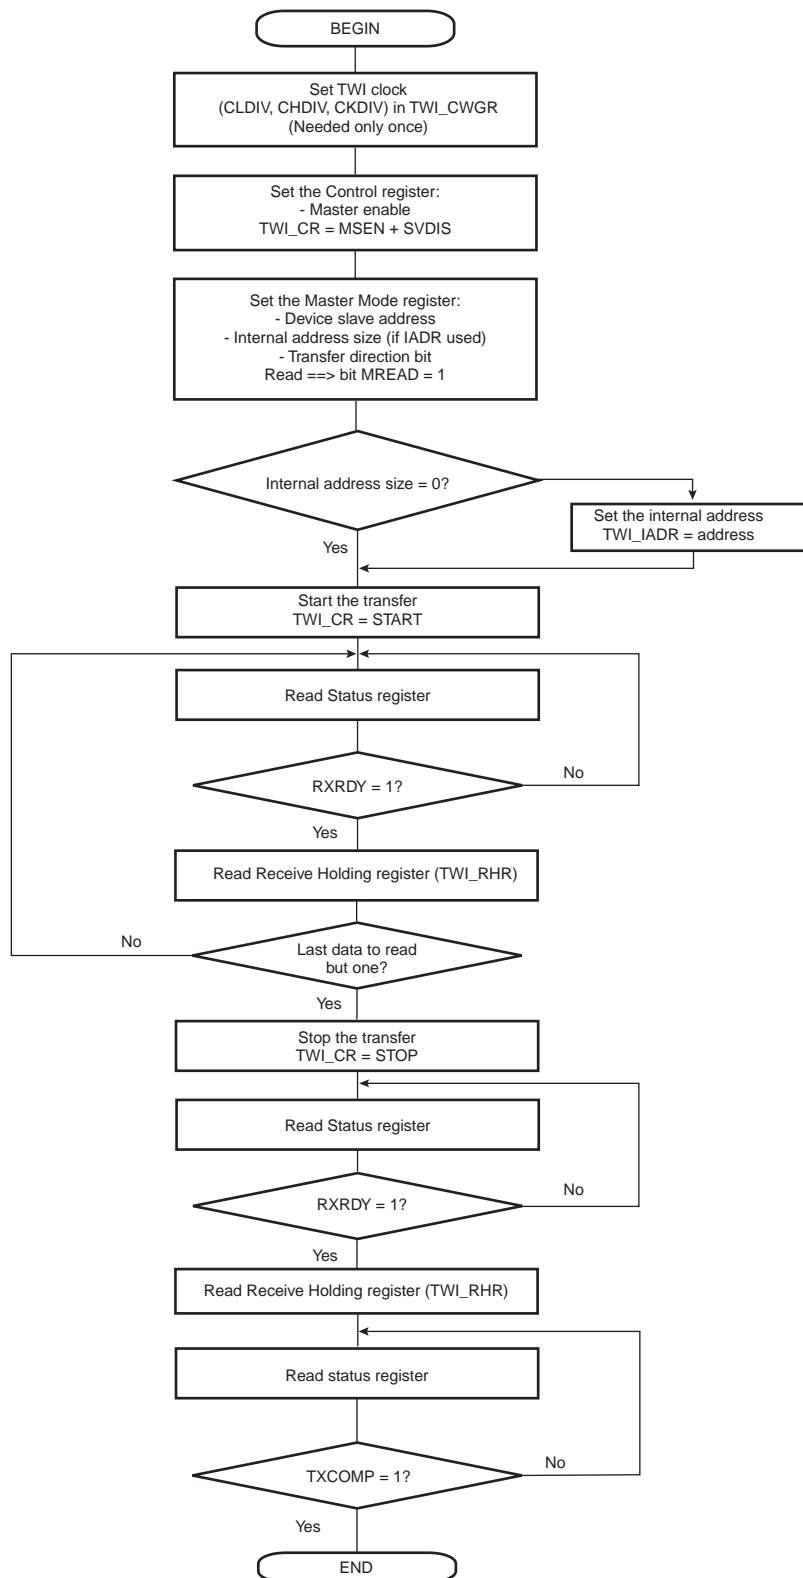 BEGIN
Set TWI clock
(CLDIV, CHDIV, CKDIV) in TWI_CWGR
(Needed only once)
Set the Control register:
- Master enable
TWI_CR = MSEN + SVDIS
Set the Master Mode register:
- Device slave address
- Internal address size (if IADR used)
- Transfer direction bit
Read ==> bit MREAD = 1
Internal address size = 0?
Set the internal address
TWI_IADR = address
Yes
Start the transfer
TWI_CR = START
Read Status register
RXRDY = 1?
No
Yes
Read Receive Holding register (TWI_RHR)
No
Last data to read
but one?
Yes
Stop the transfer
TWI_CR = STOP
Read Status register
RXRDY = 1?
No
Yes
Read Receive Holding register (TWI_RHR)
Read status register
TXCOMP = 1?
No
Yes
END